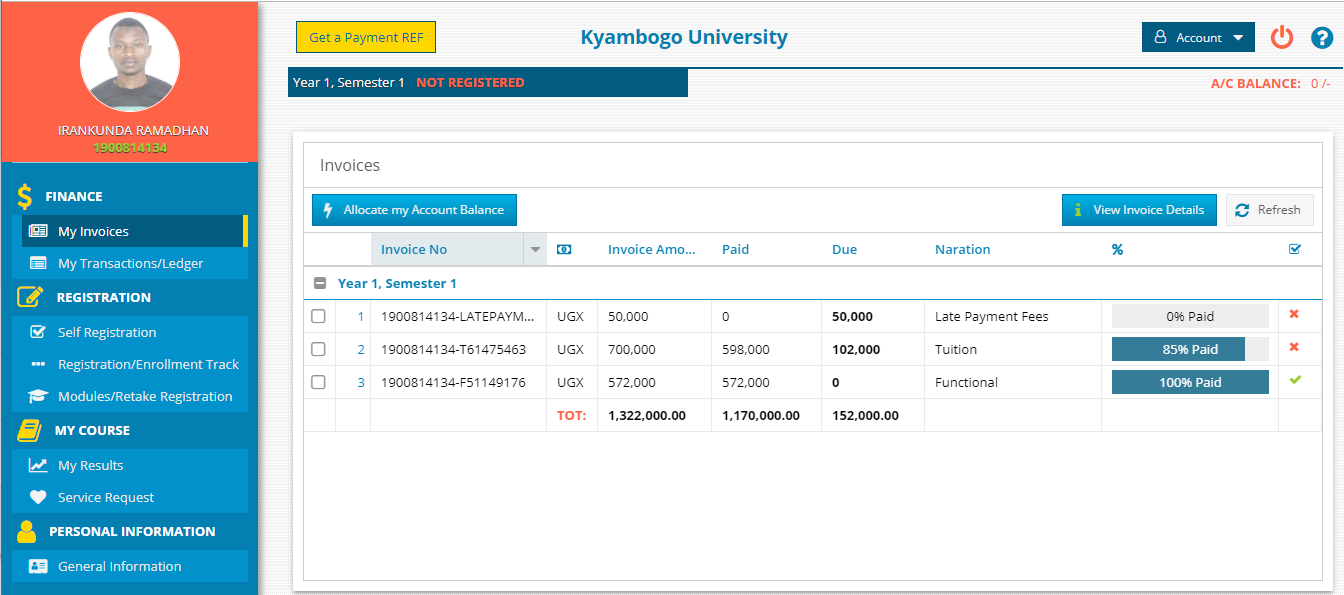 Get a Payment REF
Kyambogo University
Account
Year 1, Semester 1 NOT REGISTERED
A/C BALANCE: 0 /-
IRANKUNDA RAMADHAN
1900814134
FINANCE
My Invoices
My Transactions/Ledger
REGISTRATION
Self Registration
Registration/Enrollment Track
Modules/Retake Registration
MY COURSE
My Results
Service Request
PERSONAL INFORMATION
General Information
Invoices
Allocate my Account Balance
View Invoice Details
Refresh
Invoice No Invoice Amo... Paid Due Naration %
Year 1, Semester 1
1 1900814134-LATEPAYM... UGX 50,000 0 50,000 Late Payment Fees 0% Paid
2 1900814134-T61475463 UGX 700,000 598,000 102,000 Tuition 85% Paid
3 1900814134-F51149176 UGX 572,000 572,000 0 Functional 100% Paid
TOT: 1,322,000.00 1,170,000.00 152,000.00